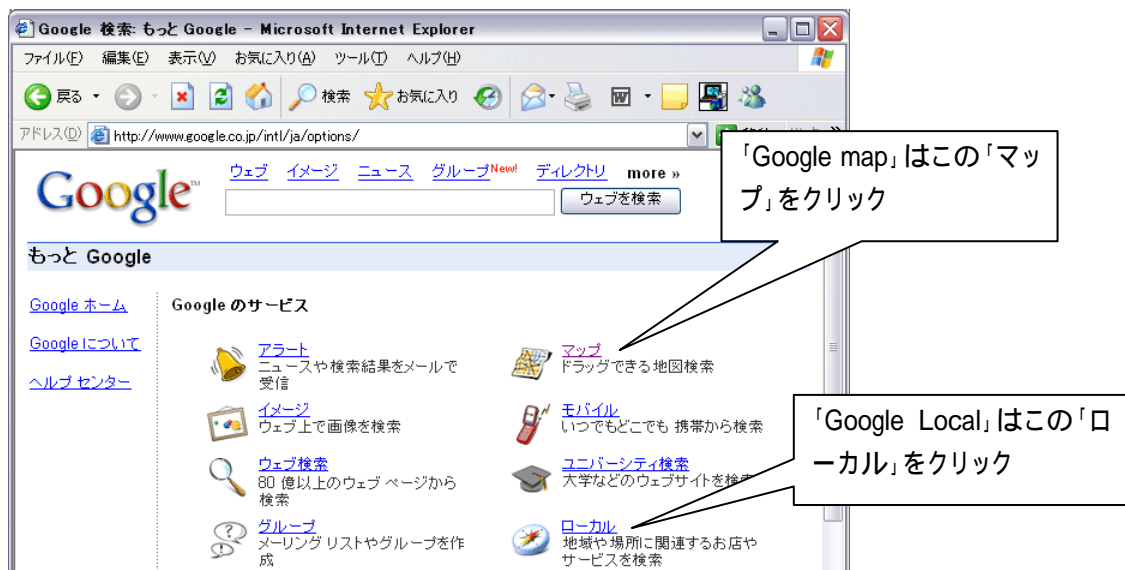 Google 検索: もっと Google - Microsoft Internet Explorer
ファイル(F) 編集(E) 表示(V) お気に入り(A) ツール(T) ヘルプ(H)
戻る 検索 お気に入り
アドレス(D) http://www.google.co.jp/intl/ja/options/
「Google map」はこの「マッ
プ」をクリック
Google™
ウェブ イメージ ニュース グループNew! ディレクトリ more »
ウェブを検索
もっと Google
Google ホーム
Google について
ヘルプ センター
Google のサービス
アラート
ニュースや検索結果をメールで
受信
マップ
ドラッグできる地図検索
イメージ
ウェブ上で画像を検索
モバイル
いつでもどこでも 携帯から検索
「Google Local」はこの「ロ
ーカル」をクリック
ウェブ検索
80 億以上のウェブ ページから
検索
ユニバーシティ検索
大学などのウェブサイトを検
グループ
メーリング リストやグループを作
成
ローカル
地域や場所に関連するお店や
サービスを検索